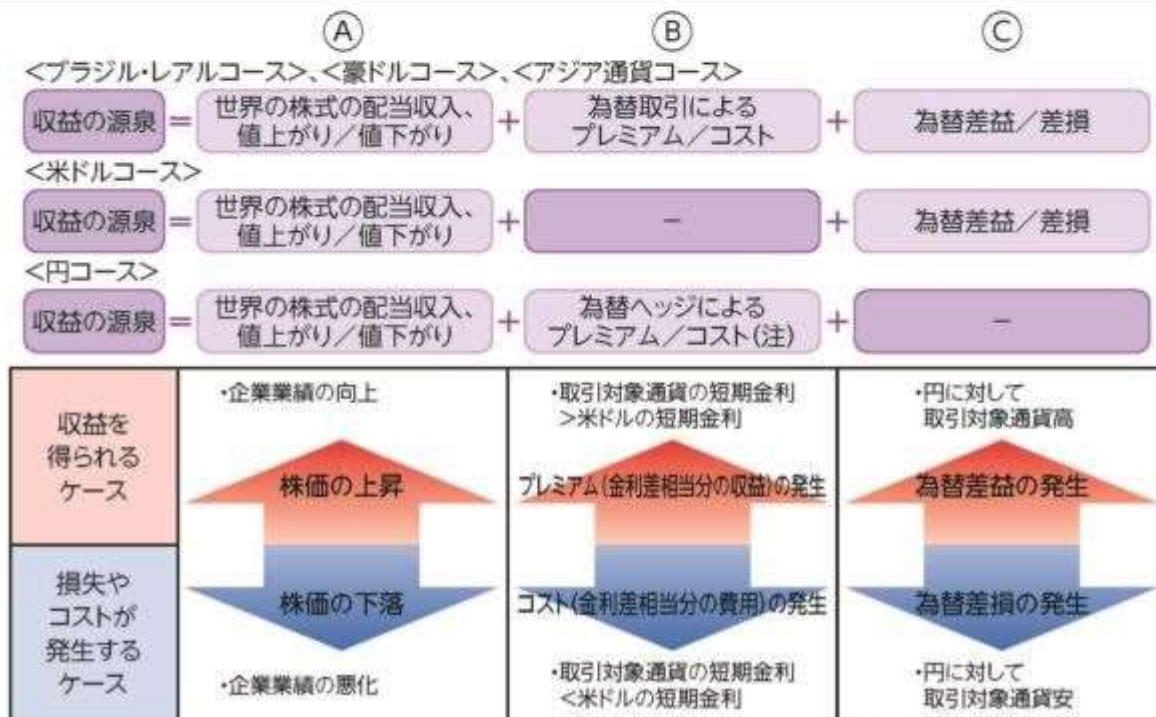 Ⓐ
Ⓑ
Ⓒ
<ブラジル・レアルコース>、<豪ドルコース>、<アジア通貨コース>
収益の源泉
=
世界の株式の配当収入、
値上がり／値下がり
+
為替取引による
プレミアム／コスト
+
為替差益／差損
<米ドルコース>
収益の源泉
=
世界の株式の配当収入、
値上がり／値下がり
+
－
+
為替差益／差損
<円コース>
収益の源泉
=
世界の株式の配当収入、
値上がり／値下がり
+
為替ヘッジによる
プレミアム／コスト(注)
+
－
収益を
得られる
ケース
・企業業績の向上
株価の上昇
・取引対象通貨の短期金利
>米ドルの短期金利
プレミアム(金利差相当分の収益)の発生
・円に対して
取引対象通貨高
為替差益の発生
損失や
コストが
発生する
ケース
株価の下落
・企業業績の悪化
コスト(金利差相当分の費用)の発生
・取引対象通貨の短期金利
<米ドルの短期金利
為替差損の発生
・円に対して
取引対象通貨安